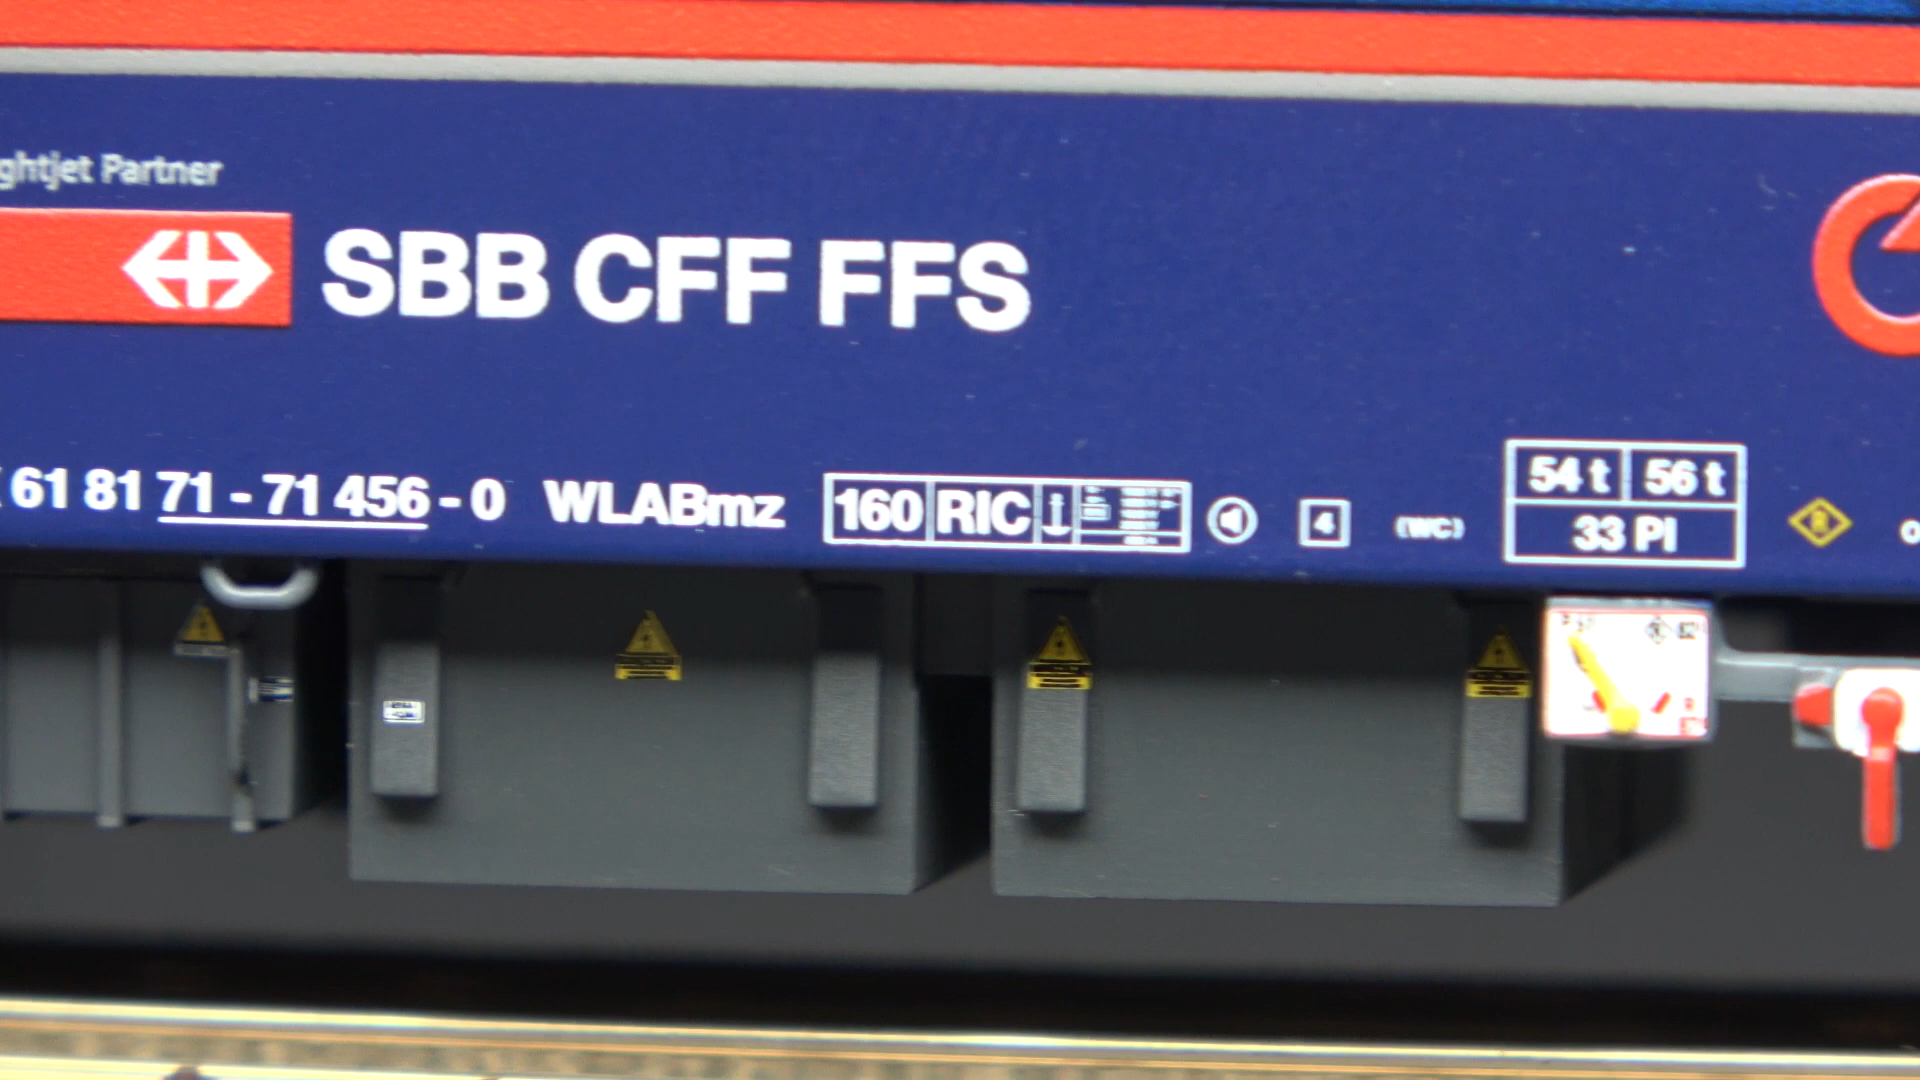 ghtjet Partner
SBB CFF FFS
61 81 71 - 71 456 - 0 WLABmz 160 RIC 4 (WC)
54 t 56 t
33 Pl